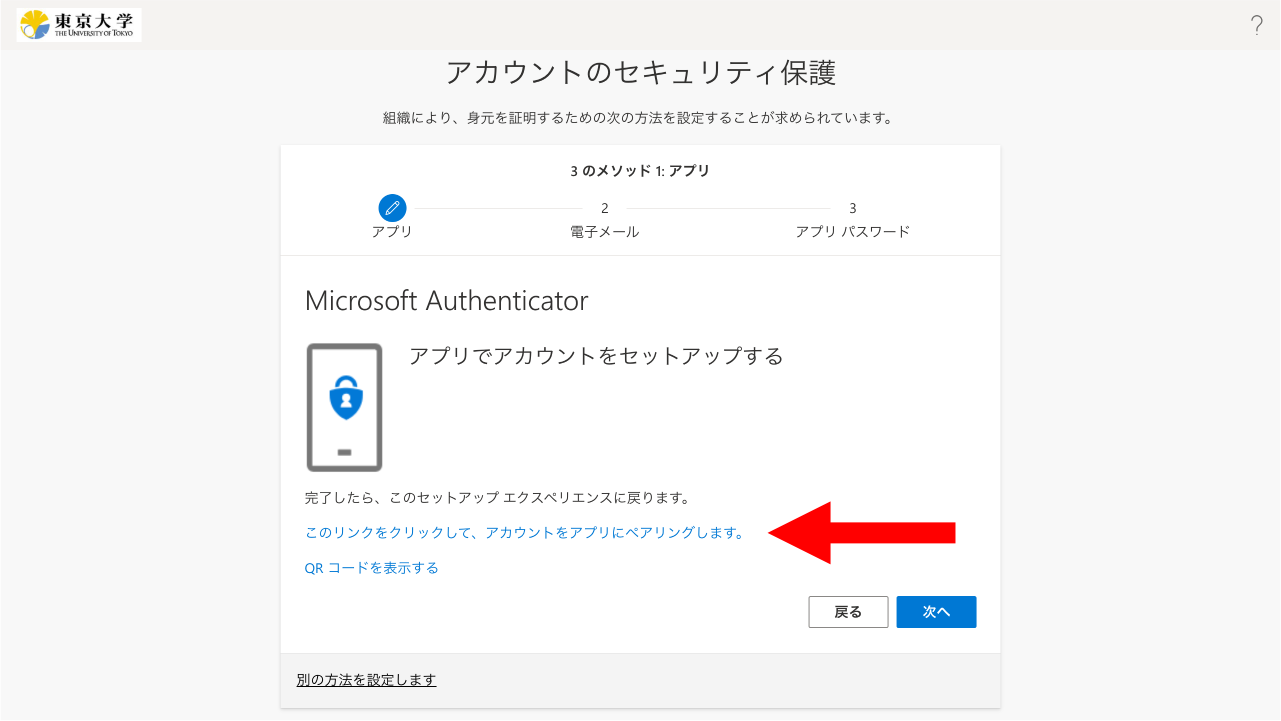 東京大学
THE UNIVERSITY OF TOKYO
?
アカウントのセキュリティ保護
組織により、身元を証明するための次の方法を設定することが求められています。
3 のメソッド 1: アプリ
2
3
アプリ
電子メール
アプリ パスワード
Microsoft Authenticator
アプリでアカウントをセットアップする
完了したら、このセットアップ エクスペリエンスに戻ります。
このリンクをクリックして、アカウントをアプリにペアリングします。
QR コードを表示する
戻る
次へ
別の方法を設定します